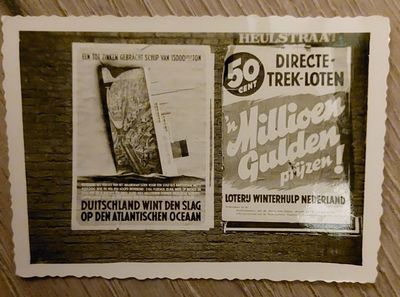 HEULSTRAAT
EEN TOT ZINKEN GEBRACHT SCHIP VAN 15000 TON
DUITSCHLAND WINT DEN SLAG
OP DEN ATLANTISCHEN OCEAAN
50
CENT
DIRECTE-
TREK-LOTEN
'n Millioen
Gulden
prijzen!
LOTERIJ WINTERHULP NEDERLAND